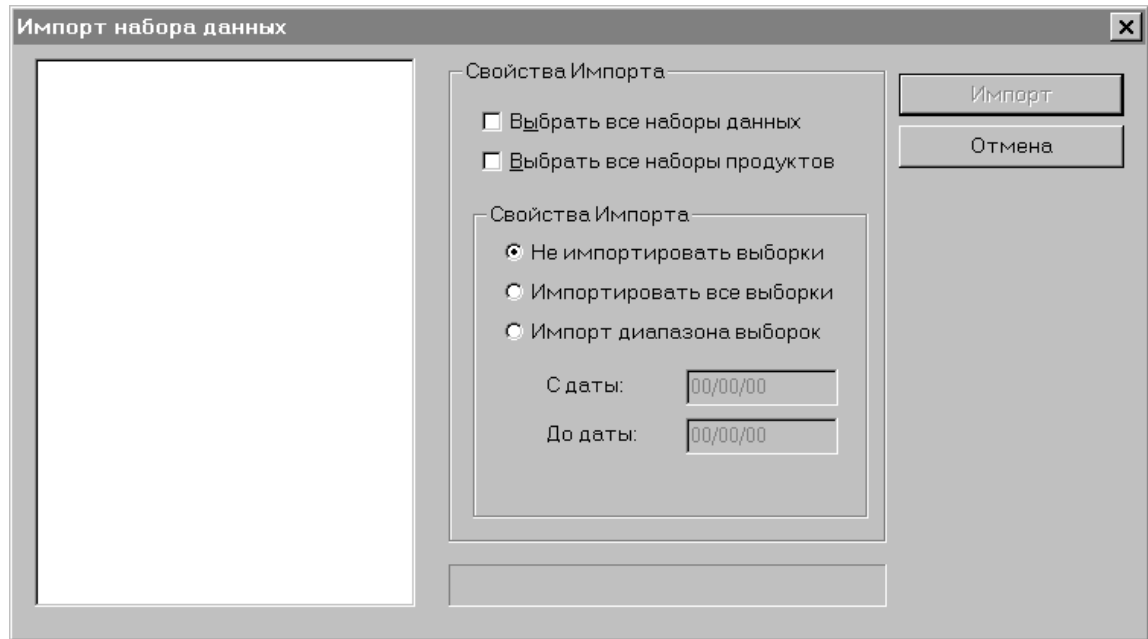 Импорт набора данных
Свойства Импорта
Импорт
Выбрать все наборы данных
Отмена
Выбрать все наборы продуктов
Свойства Импорта
Не импортировать выборки
Импортировать все выборки
Импорт диапазона выборок
С даты: 00/00/00
До даты: 00/00/00